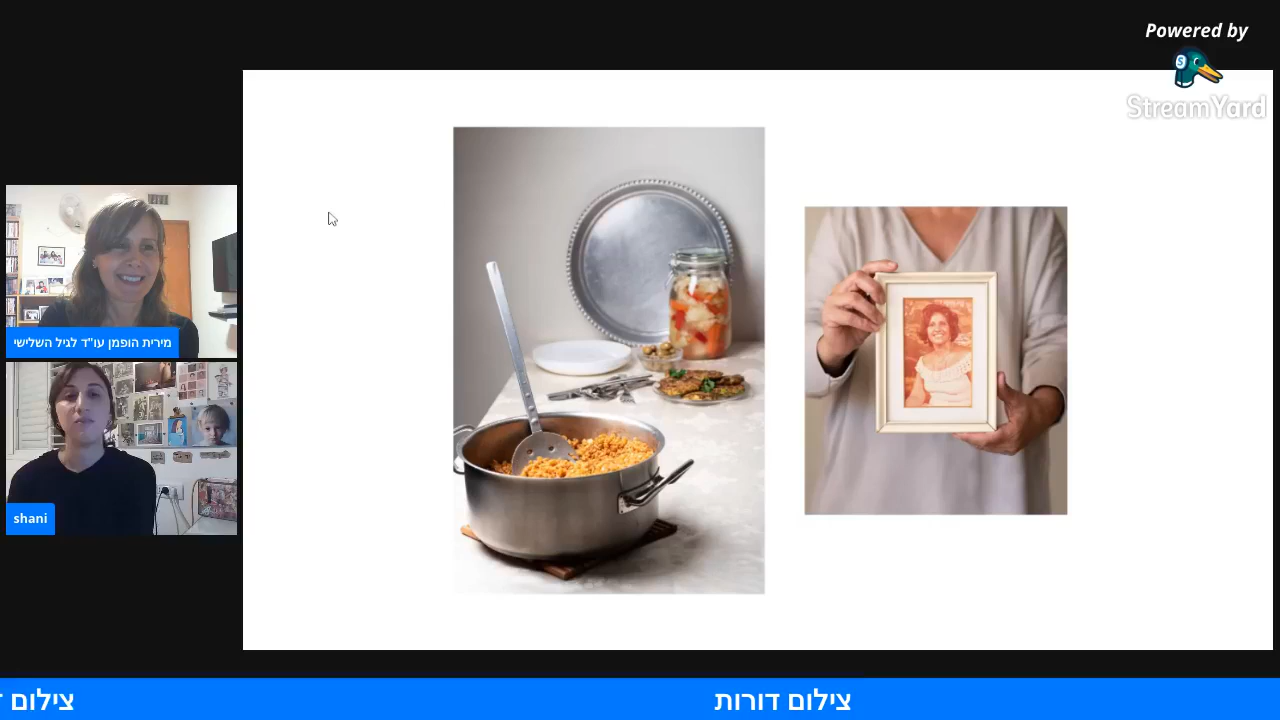 Powered by
StreamYard
מירית הופמן עו"ד לגיל השלישי
shani
צילום דורות
צילום